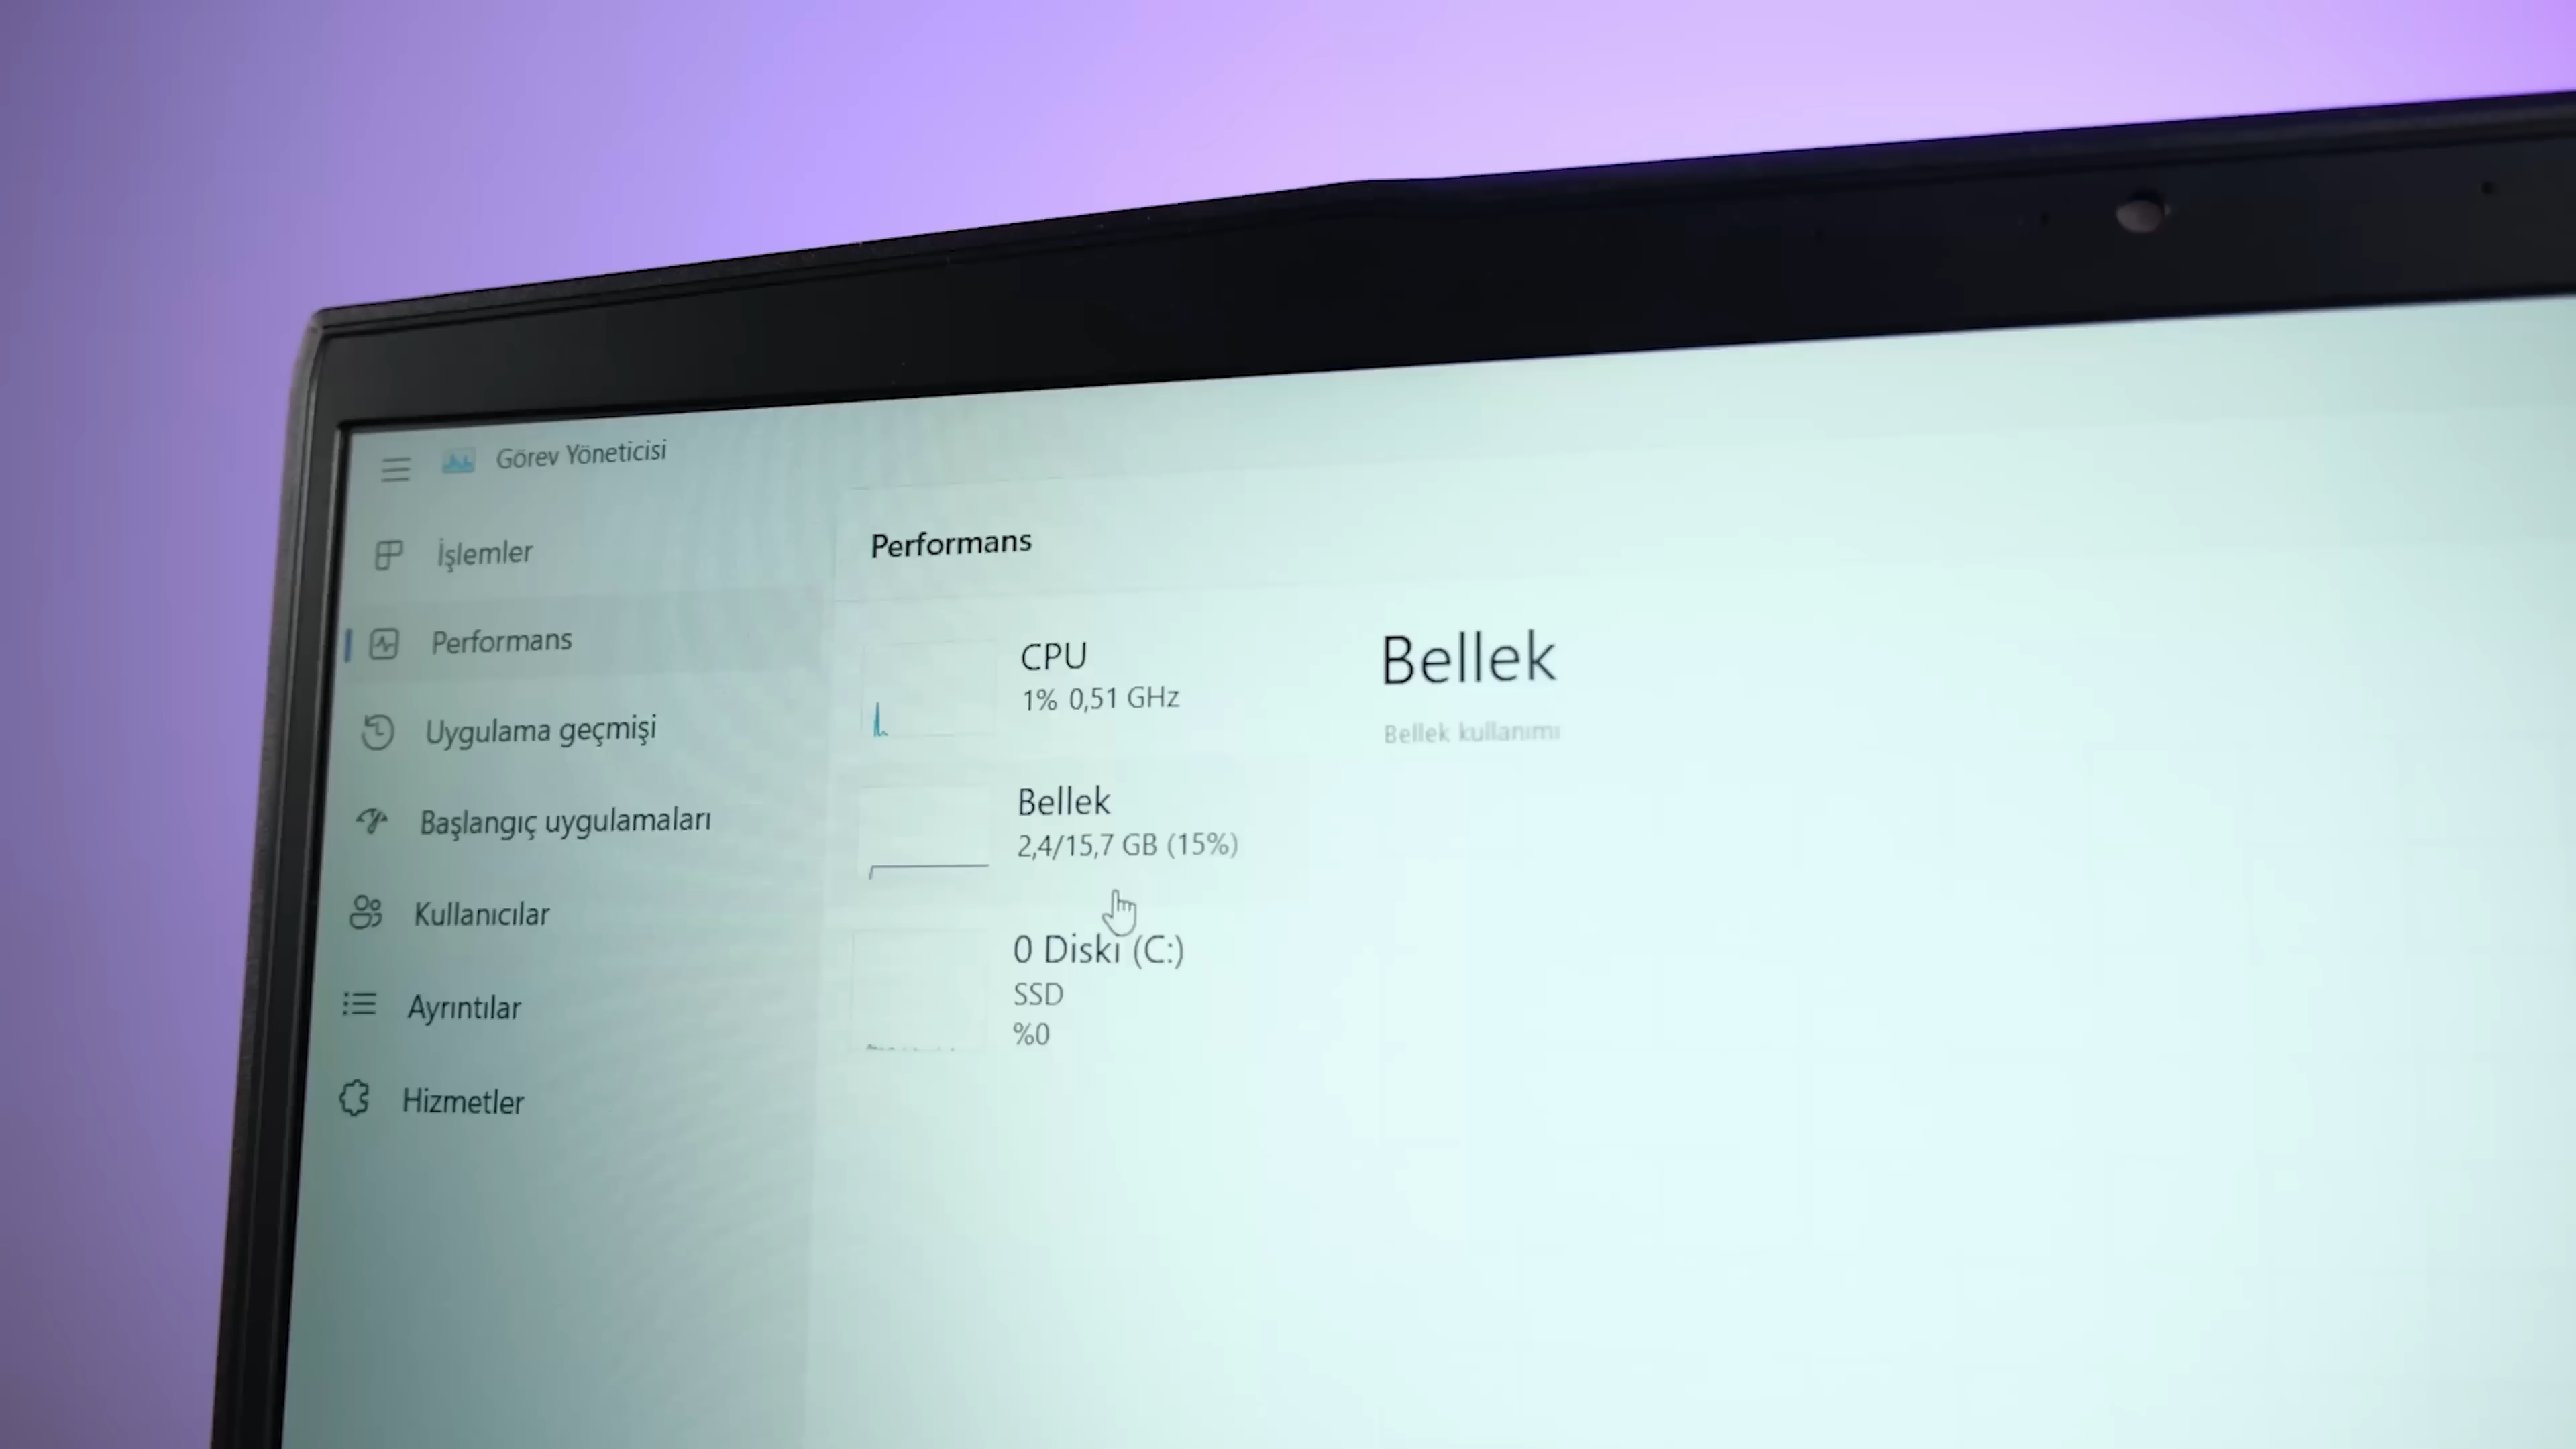 Görev Yöneticisi
İşlemler
Performans
Uygulama geçmişi
Başlangıç uygulamaları
Kullanıcılar
Ayrıntılar
Hizmetler
Performans
CPU
1% 0,51 GHz
Bellek
2,4/15,7 GB (15%)
0 Diski (C:)
SSD
%0
Bellek
Bellek kullanımı